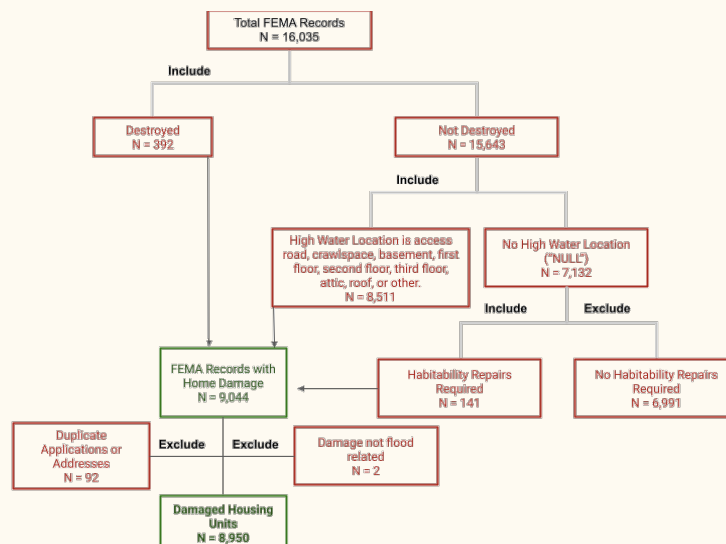 Total FEMA Records
N = 16,035
Include
Destroyed
N = 392
Not Destroyed
N = 15,643
Include
High Water Location is access
road, crawlspace, basement, first
floor, second floor, third floor,
attic, roof, or other.
N = 8,511
No High Water Location
("NULL")
N = 7,132
Include
Exclude
FEMA Records with
Home Damage
N = 9,044
Habitability Repairs
Required
N = 141
No Habitability Repairs
Required
N = 6,991
Duplicate
Applications or
Addresses
N = 92
Exclude
Exclude
Damage not flood
related
N = 2
Damaged Housing
Units
N = 8,950